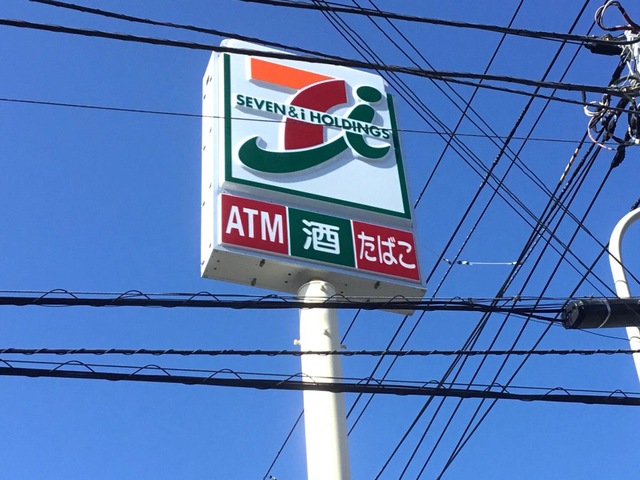 SEVEN & i HOLDINGS
ATM 酒 たばこ